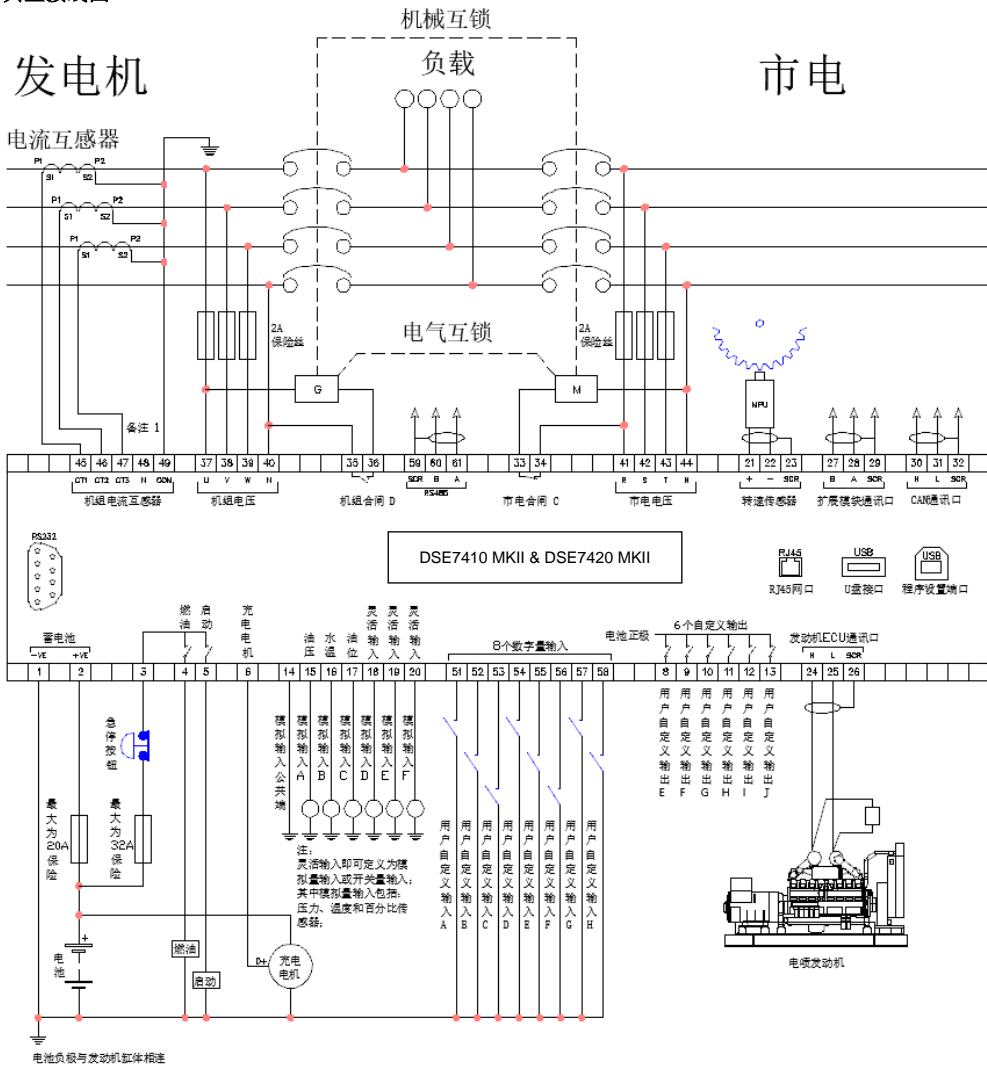 机械互锁
发电机
负载
市电
电流互感器
P1 P2
S1 S2
P1 P2
S1 S2
P1 P2
S1 S2
2A
保险丝
电气互锁
2A
保险丝
G
M
MPU
备注 1
45 46 47 48 49 37 38 39 40 35 36 59 60 61 33 34 41 42 43 44 21 22 23 27 28 29 30 31 32
CT1 CT2 CT3 N COM U V W N SCR B A R S T N + - SCR B A SCR H L SCR
机组电流互感器 机组电压 机组合闸 D RS485 市电合闸 C 市电电压 转速传感器 扩展模块通讯口 CAN通讯口
RS232
DSE7410 MKII & DSE7420 MKII
RJ45
RJ45网口
USB
U盘接口
USB
程序设置端口
蓄电池
-VE +VE
燃油
启动
充电电机
油压
水温
油位
灵活输入
灵活输入
灵活输入
8个数字量输入
电池正极
6个自定义输出
发动机ECU通讯口
H L SCR
1 2 3 4 5 6 14 15 16 17 18 19 20 51 52 53 54 55 56 57 58 8 9 10 11 12 13 24 25 26
急停按钮
最大为20A保险
最大为32A保险
模拟输入公共端
模拟输入A
模拟输入B
模拟输入C
模拟输入D
模拟输入E
模拟输入F
注:
灵活输入即可定义为模
拟量输入或开关量输入;
其中模拟量输入包括:
压力、温度和百分比传
感器;
用户自定义输入A
用户自定义输入B
用户自定义输入C
用户自定义输入D
用户自定义输入E
用户自定义输入F
用户自定义输入G
用户自定义输入H
用户自定义输出E
用户自定义输出F
用户自定义输出G
用户自定义输出H
用户自定义输出I
用户自定义输出J
+
电池
燃油
启动
D+
充电
电机
电喷发动机
电池负极与发动机缸体相连